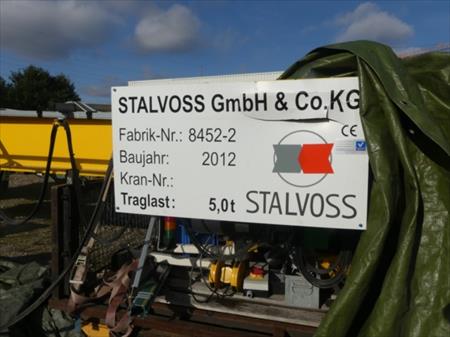 STALVOSS GmbH & Co.KG
Fabrik-Nr.: 8452-2
Baujahr: 2012
Kran-Nr.:
Traglast: 5,0t
CE
STALVOSS